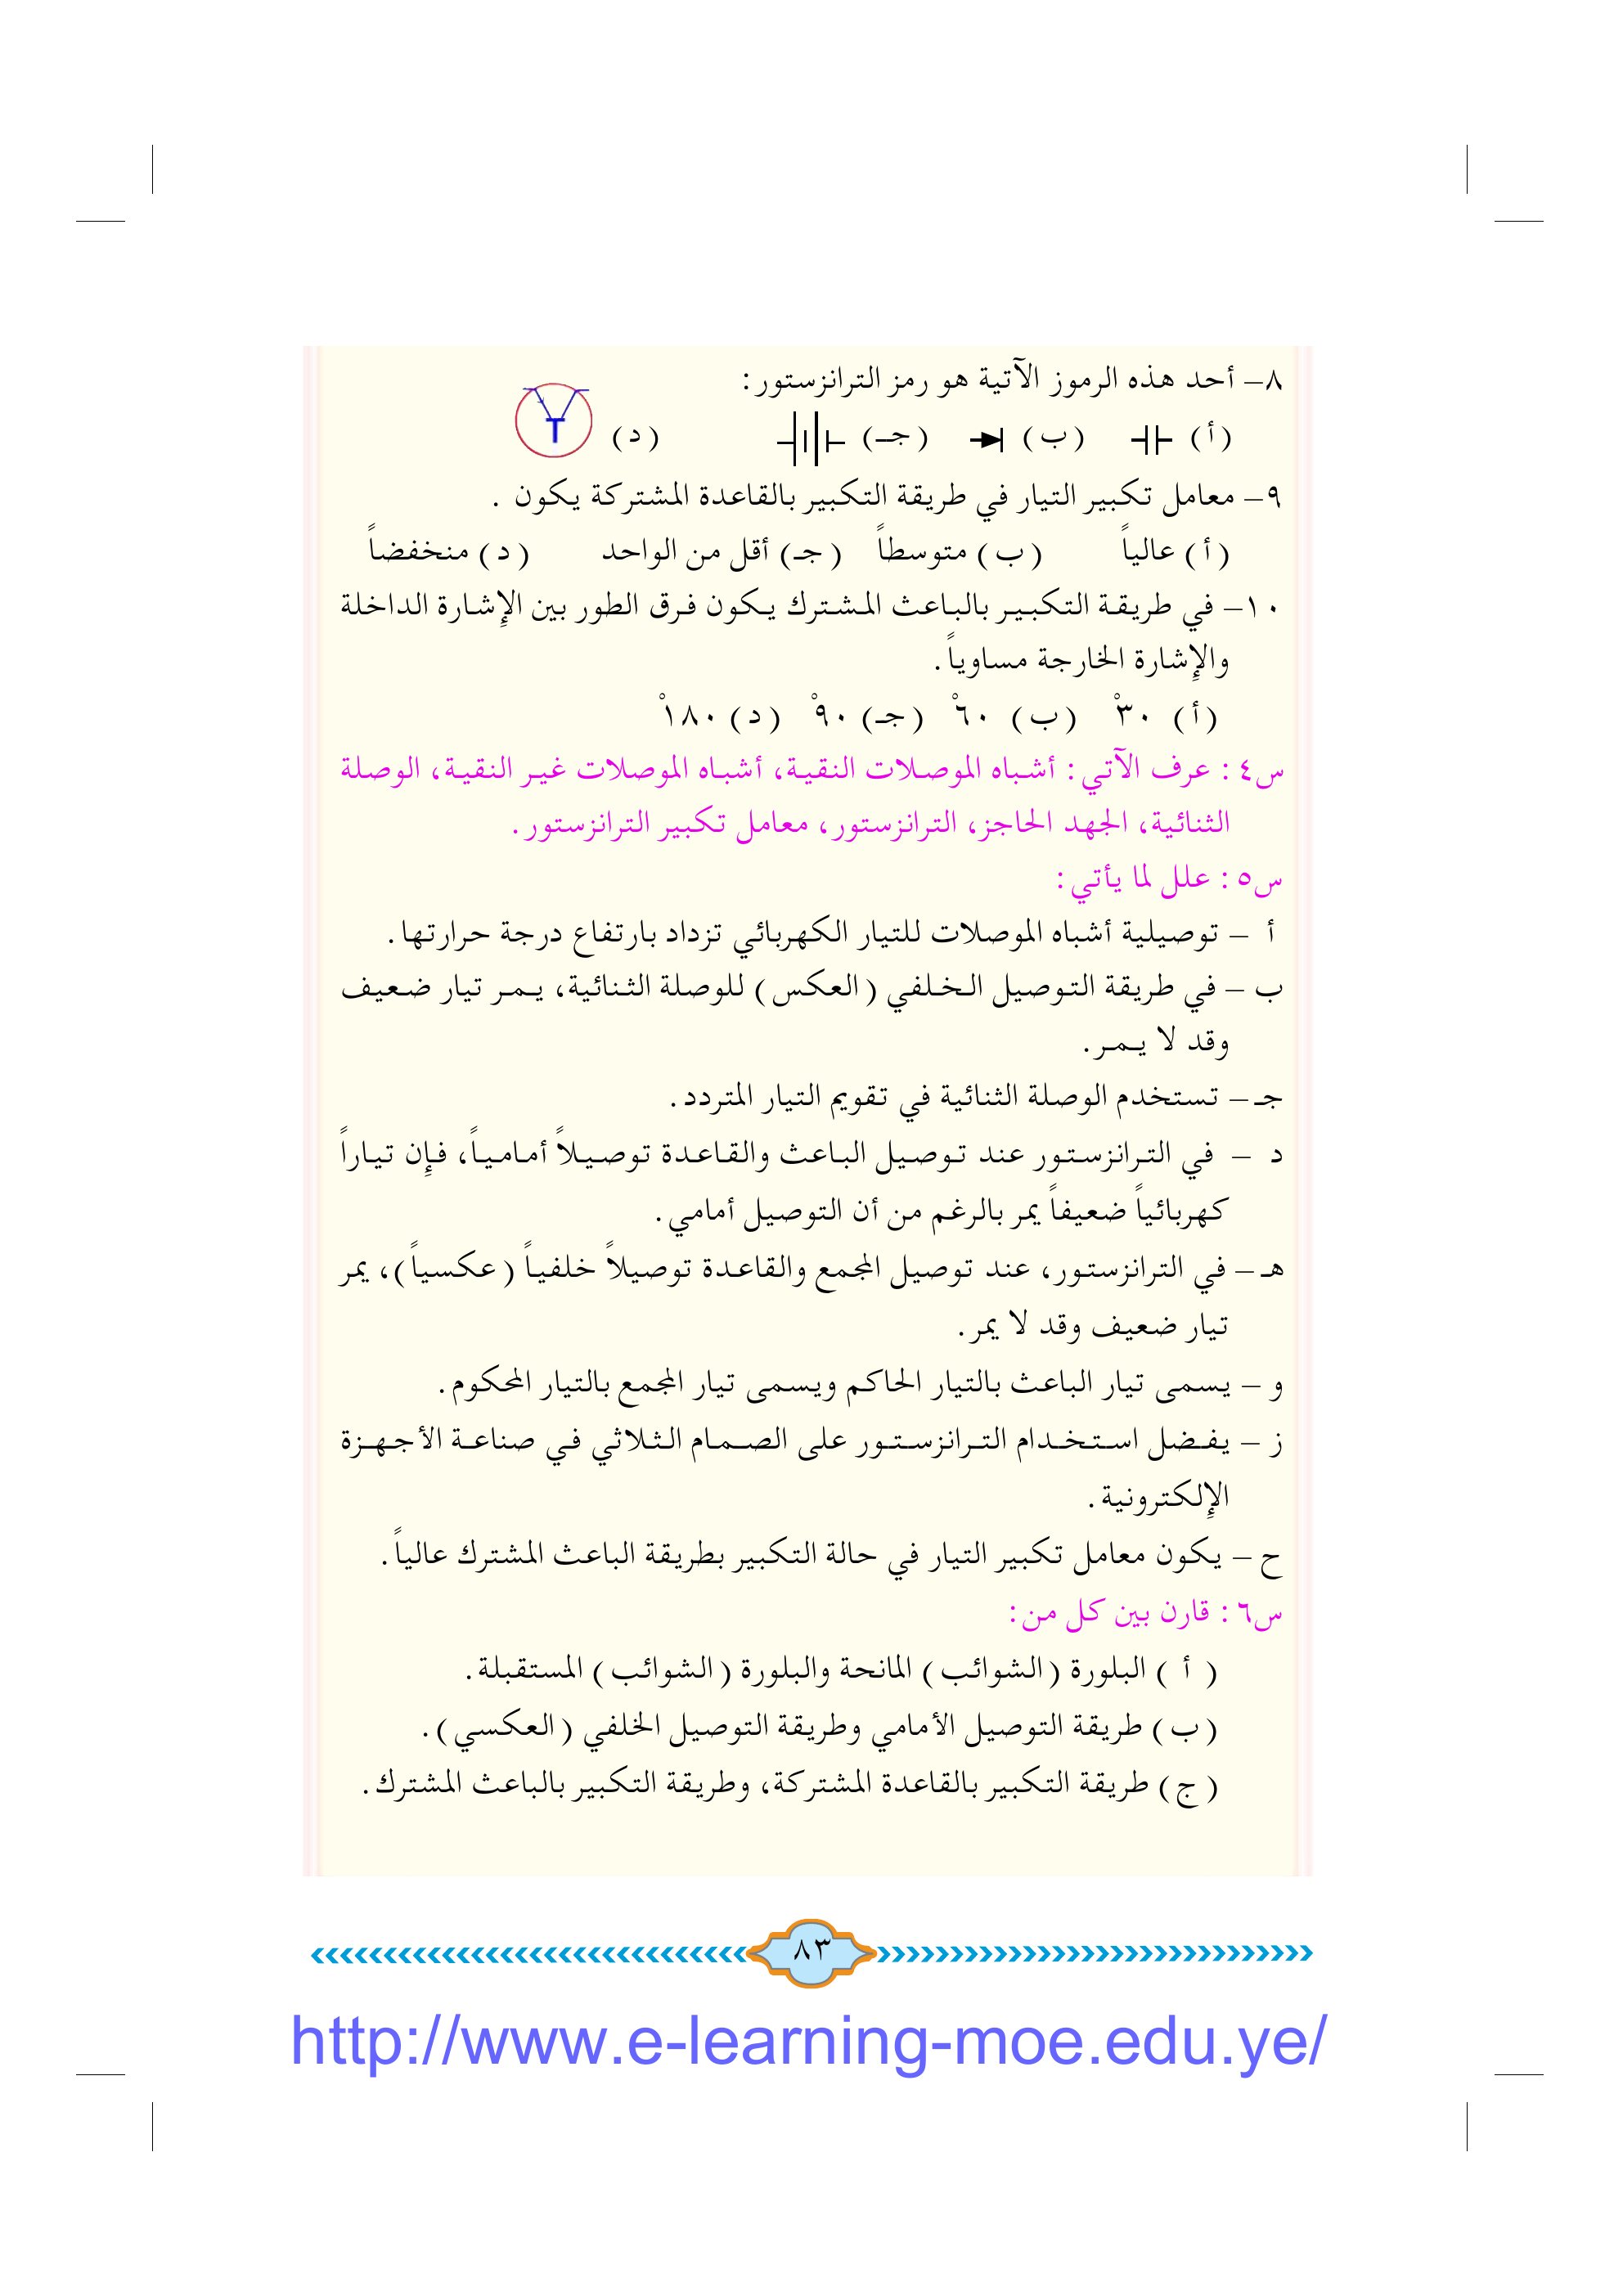 ٨– أحد هذه الرموز الآتية هو رمز الترانزستور:
(أ) (ب) (جـ) (د)
٩– معامل تكبير التيار في طريقة التكبير بالقاعدة المشتركة يكون .
(أ) عالياً (ب) متوسطاً (جـ) أقل من الواحد (د) منخفضاً
١٠– في طريقة التكبير بالباعث المشترك يكون فرق الطور بين الإشارة الداخلة
والإشارة الخارجة مساوياً.
(أ) ٣٠° (ب) ٦٠° (جـ) ٩٠° (د) ١٨٠°
س٤: عرف الآتي: أشباه الموصلات النقية، أشباه الموصلات غير النقية، الوصلة
الثنائية، الجهد الحاجز، الترانزستور، معامل تكبير الترانزستور.
س٥: علل لما يأتي:
أ – توصيلية أشباه الموصلات للتيار الكهربائي تزداد بارتفاع درجة حرارتها.
ب – في طريقة التوصيل الخلفي (العكس) للوصلة الثنائية، يمر تيار ضعيف
وقد لا يمر.
جـ – تستخدم الوصلة الثنائية في تقويم التيار المتردد.
د – في الترانزستور عند توصيل الباعث والقاعدة توصيلاً أمامياً، فإن تياراً
كهربائياً ضعيفاً يمر بالرغم من أن التوصيل أمامي.
هـ – في الترانزستور، عند توصيل المجمع والقاعدة توصيلاً خلفياً (عكسياً)، يمر
تيار ضعيف وقد لا يمر.
و – يسمى تيار الباعث بالتيار الحاكم ويسمى تيار المجمع بالتيار المحكوم.
ز – يفضل استخدام الترانزستور على الصمام الثلاثي في صناعة الأجهزة
الإلكترونية.
ح – يكون معامل تكبير التيار في حالة التكبير بطريقة الباعث المشترك عالياً.
س٦: قارن بين كل من:
(أ) البلورة (الشوائب) المانحة والبلورة (الشوائب) المستقبلة.
(ب) طريقة التوصيل الأمامي وطريقة التوصيل الخلفي (العكسي).
(ج) طريقة التكبير بالقاعدة المشتركة، وطريقة التكبير بالباعث المشترك.
٨٣
http://www.e-learning-moe.edu.ye/